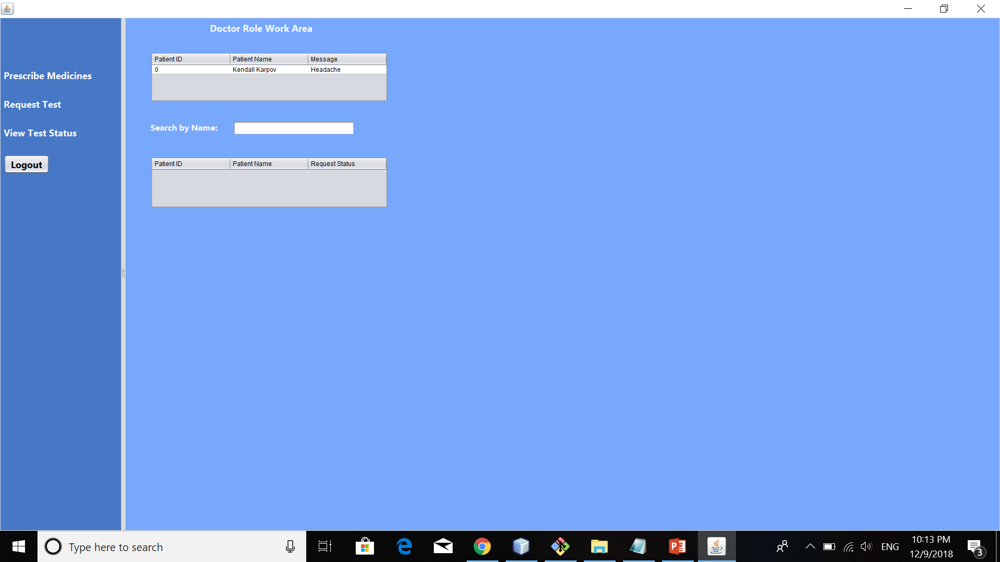 Doctor Role Work Area
Prescribe Medicines
Request Test
View Test Status
Logout
Patient ID Patient Name Message
0 Kendall Karpov Headache
Search by Name:
Patient ID Patient Name Request Status
Type here to search
ENG
10:13 PM
12/9/2018
3